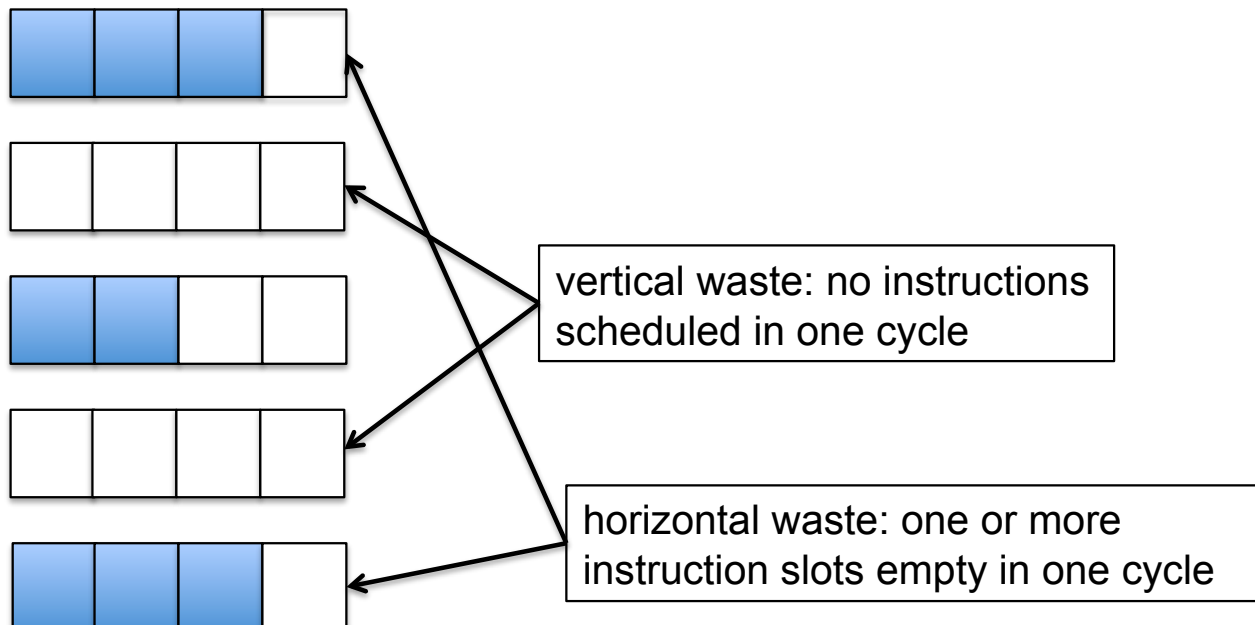 vertical waste: no instructions
scheduled in one cycle
horizontal waste: one or more
instruction slots empty in one cycle